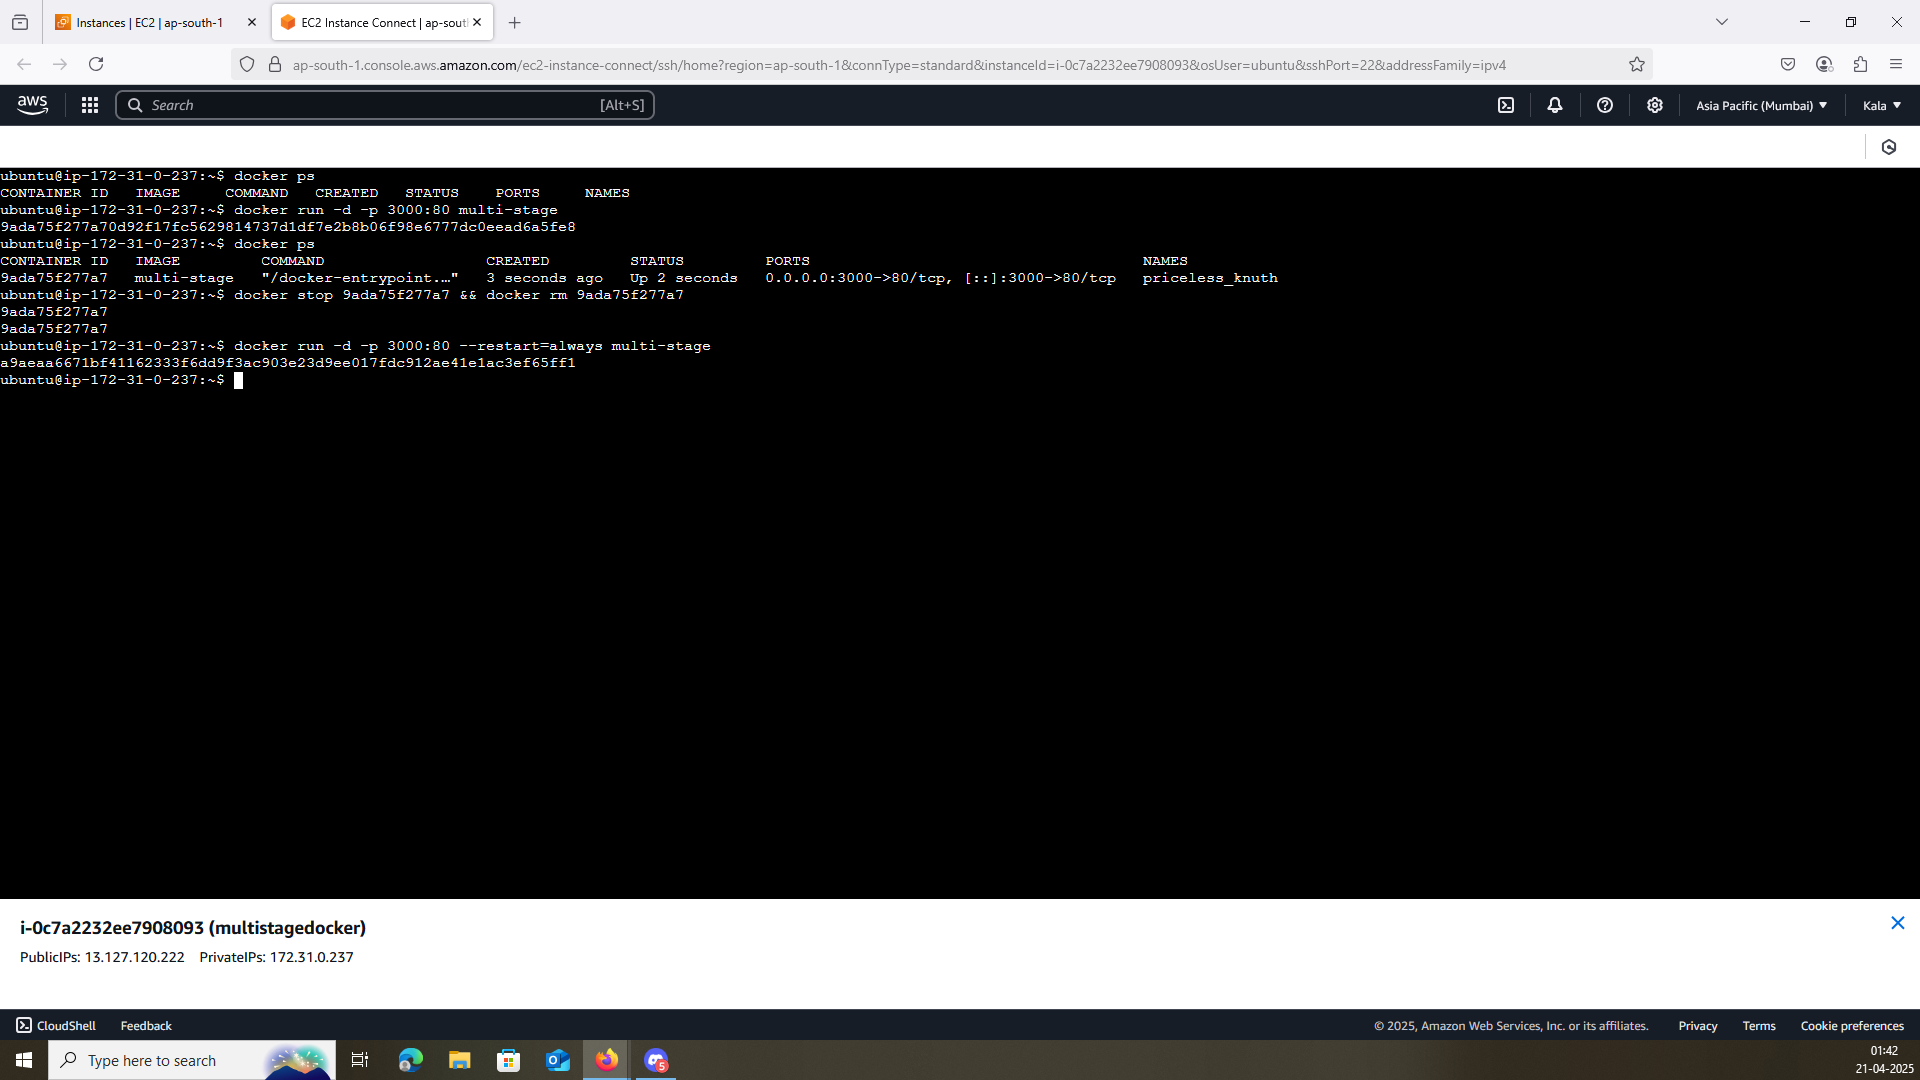 Instances | EC2 | ap-south-1
EC2 Instance Connect | ap-sout
ap-south-1.console.aws.amazon.com/ec2-instance-connect/ssh/home?region=ap-south-1&connType=standard&instanceId=i-0c7a2232ee7908093&osUser=ubuntu&sshPort=22&addressFamily=ipv4
aws
Search [Alt+S]
Asia Pacific (Mumbai)
Kala
ubuntu@ip-172-31-0-237:~$ docker ps
CONTAINER ID   IMAGE     COMMAND   CREATED   STATUS    PORTS     NAMES
ubuntu@ip-172-31-0-237:~$ docker run -d -p 3000:80 multi-stage
9ada75f277a70d92f17fc5629814737d1df7e2b8b06f98e6777dc0eead6a5fe8
ubuntu@ip-172-31-0-237:~$ docker ps
CONTAINER ID   IMAGE         COMMAND                  CREATED         STATUS         PORTS                                     NAMES
9ada75f277a7   multi-stage   "/docker-entrypoint.…"   3 seconds ago   Up 2 seconds   0.0.0.0:3000->80/tcp, [::]:3000->80/tcp   priceless_knuth
ubuntu@ip-172-31-0-237:~$ docker stop 9ada75f277a7 && docker rm 9ada75f277a7
9ada75f277a7
9ada75f277a7
ubuntu@ip-172-31-0-237:~$ docker run -d -p 3000:80 --restart=always multi-stage
a9aeaa6671bf41162333f6dd9f3ac903e23d9ee017fdc912ae41e1ac3ef65ff1
ubuntu@ip-172-31-0-237:~$
i-0c7a2232ee7908093 (multistagedocker)
PublicIPs: 13.127.120.222 PrivateIPs: 172.31.0.237
CloudShell Feedback
© 2025, Amazon Web Services, Inc. or its affiliates. Privacy Terms Cookie preferences
Type here to search
5
01:42
21-04-2025